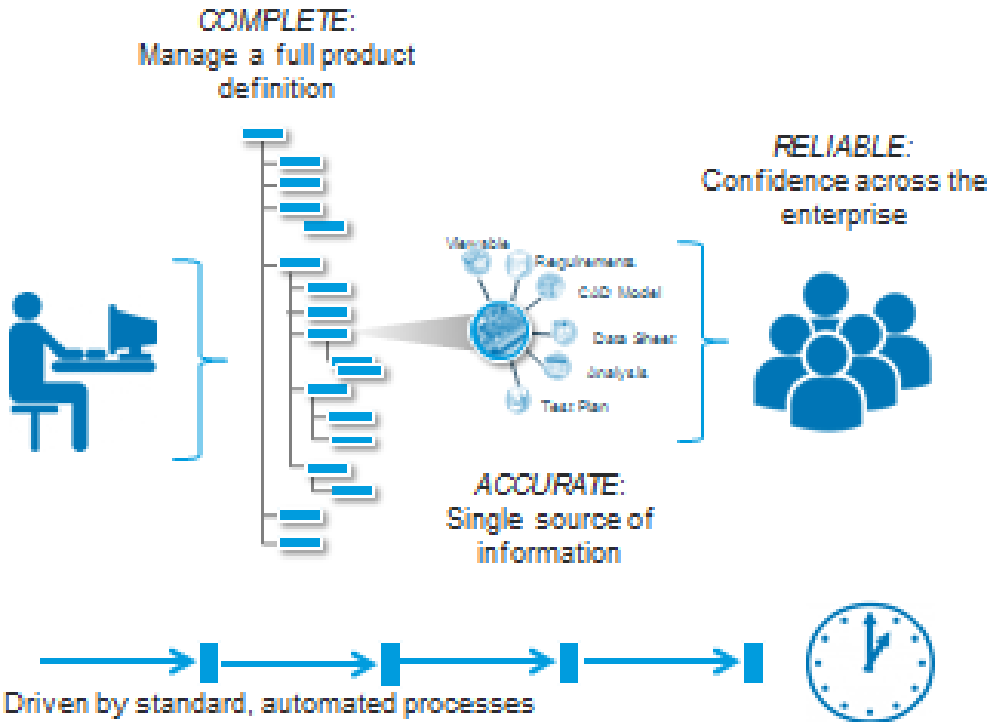 COMPLETE:
Manage a full product
definition
RELIABLE:
Confidence across the
enterprise
Viewable
Requirements
CAD Model
Data Sheet
Analysis
Test Plan
ACCURATE:
Single source of
information
Driven by standard, automated processes